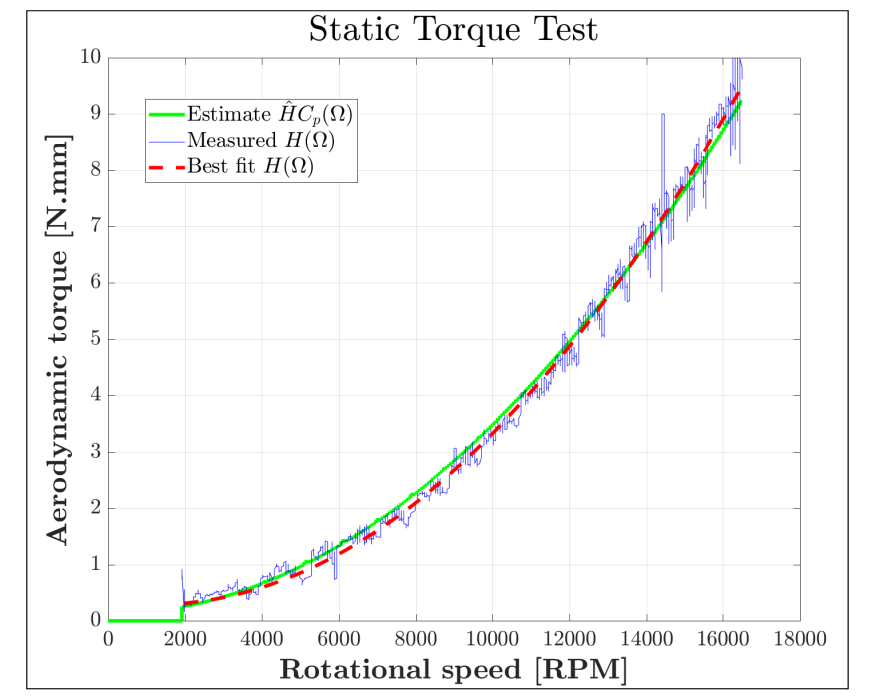 Static Torque Test
Estimate ĤCₚ(Ω)
Measured H(Ω)
Best fit H(Ω)
Aerodynamic torque [N.mm]
10
9
8
7
6
5
4
3
2
1
0
0 2000 4000 6000 8000 10000 12000 14000 16000 18000
Rotational speed [RPM]